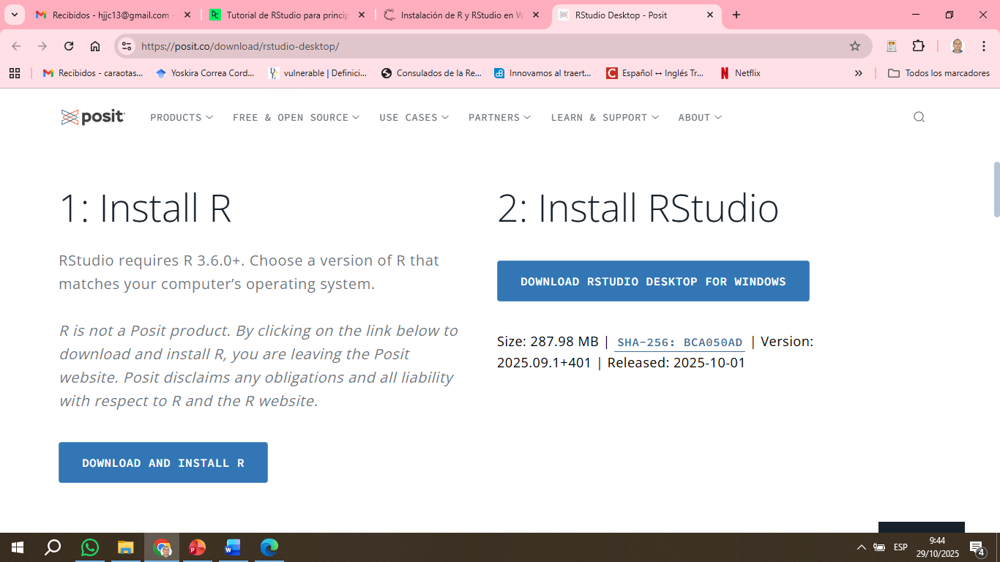 Recibidos - hjjc13@gmail.com -
Tutorial de RStudio para princip
Instalación de R y RStudio en W
RStudio Desktop - Posit
https://posit.co/download/rstudio-desktop/
Recibidos - caraotas...
Yoskira Correa Cord...
vulnerable | Definici...
Consulados de la Re...
Innovamos al traert...
Español ↔ Inglés Tr...
Netflix
»
Todos los marcadores
posit
PRODUCTS
FREE & OPEN SOURCE
USE CASES
PARTNERS
LEARN & SUPPORT
ABOUT
1: Install R
RStudio requires R 3.6.0+. Choose a version of R that
matches your computer’s operating system.
R is not a Posit product. By clicking on the link below to
download and install R, you are leaving the Posit
website. Posit disclaims any obligations and all liability
with respect to R and the R website.
DOWNLOAD AND INSTALL R
2: Install RStudio
DOWNLOAD RSTUDIO DESKTOP FOR WINDOWS
Size: 287.98 MB | SHA-256: BCA050AD | Version:
2025.09.1+401 | Released: 2025-10-01
ESP
9:44
29/10/2025
4